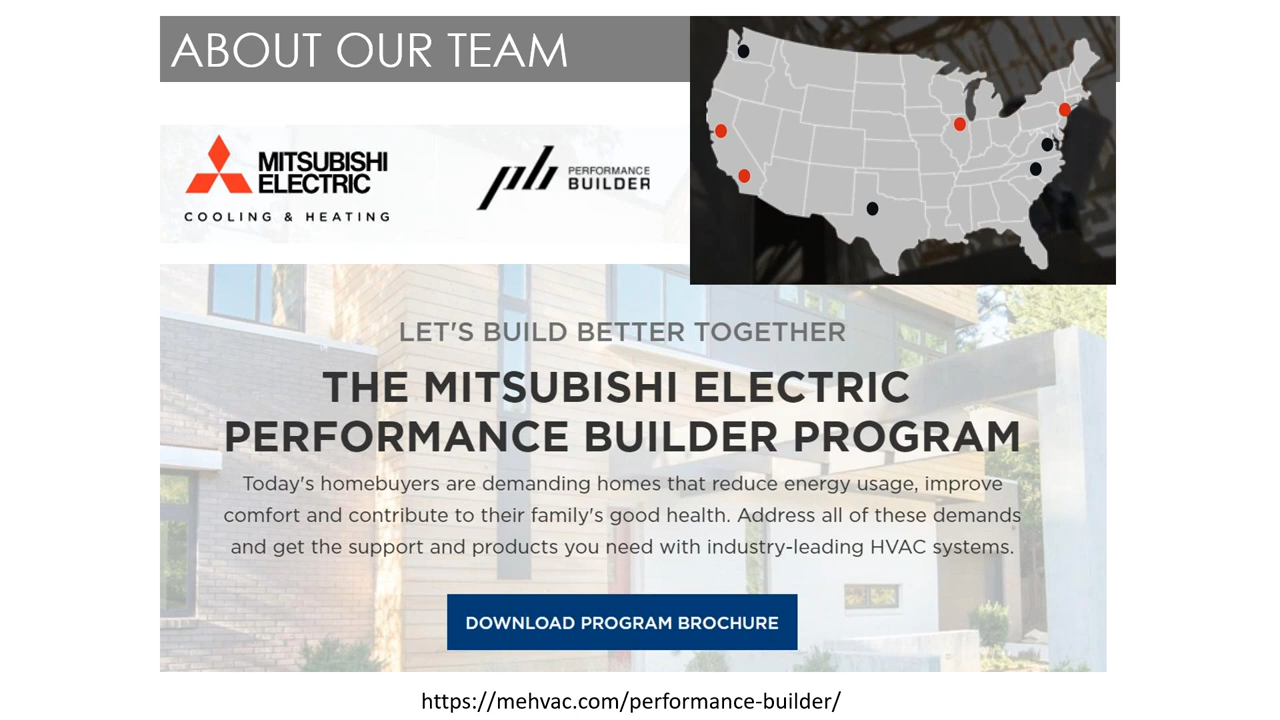 ABOUT OUR TEAM
MITSUBISHI
ELECTRIC
COOLING & HEATING
pb PERFORMANCE
BUILDER
LET'S BUILD BETTER TOGETHER
THE MITSUBISHI ELECTRIC
PERFORMANCE BUILDER PROGRAM
Today's homebuyers are demanding homes that reduce energy usage, improve
comfort and contribute to their family's good health. Address all of these demands
and get the support and products you need with industry-leading HVAC systems.
DOWNLOAD PROGRAM BROCHURE
https://mehvac.com/performance-builder/